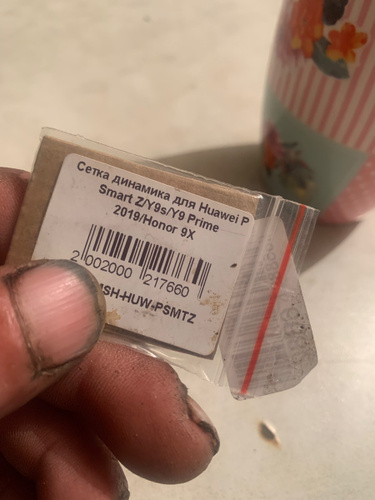 Сетка динамика для Huawei P
Smart Z/Y9s/Y9 Prime
2019/Honor 9X
2 002000 217660
MSH-HUW-PSMTZ